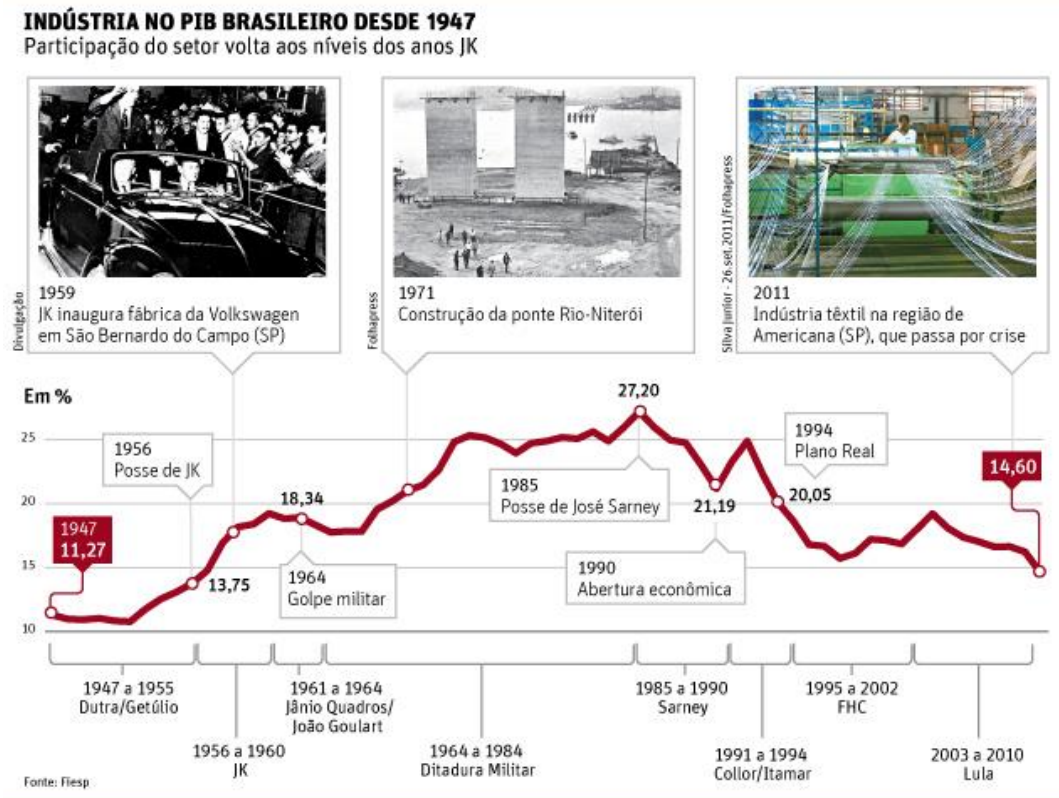 INDÚSTRIA NO PIB BRASILEIRO DESDE 1947
Participação do setor volta aos níveis dos anos JK
Divulgação
1959
JK inaugura fábrica da Volkswagen
em São Bernardo do Campo (SP)
Folhapress
1971
Construção da ponte Rio-Niterói
Silva Junior - 26.set.2011/Folhapress
2011
Indústria têxtil na região de
Americana (SP), que passa por crise
Em %
25
20
15
10
1947
11,27
1956
Posse de JK
13,75
18,34
1964
Golpe militar
27,20
1985
Posse de José Sarney
21,19
1990
Abertura econômica
1994
Plano Real
20,05
14,60
1947 a 1955
Dutra/Getúlio
1956 a 1960
JK
1961 a 1964
Jânio Quadros/
João Goulart
1964 a 1984
Ditadura Militar
1985 a 1990
Sarney
1991 a 1994
Collor/Itamar
1995 a 2002
FHC
2003 a 2010
Lula
Fonte: Fiesp